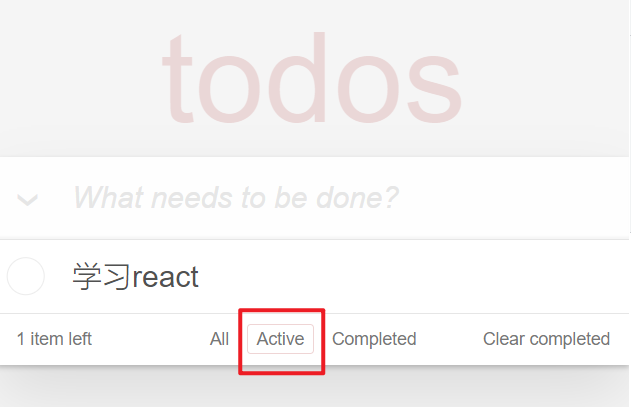 todos
What needs to be done?
学习react
1 item left All Active Completed Clear completed